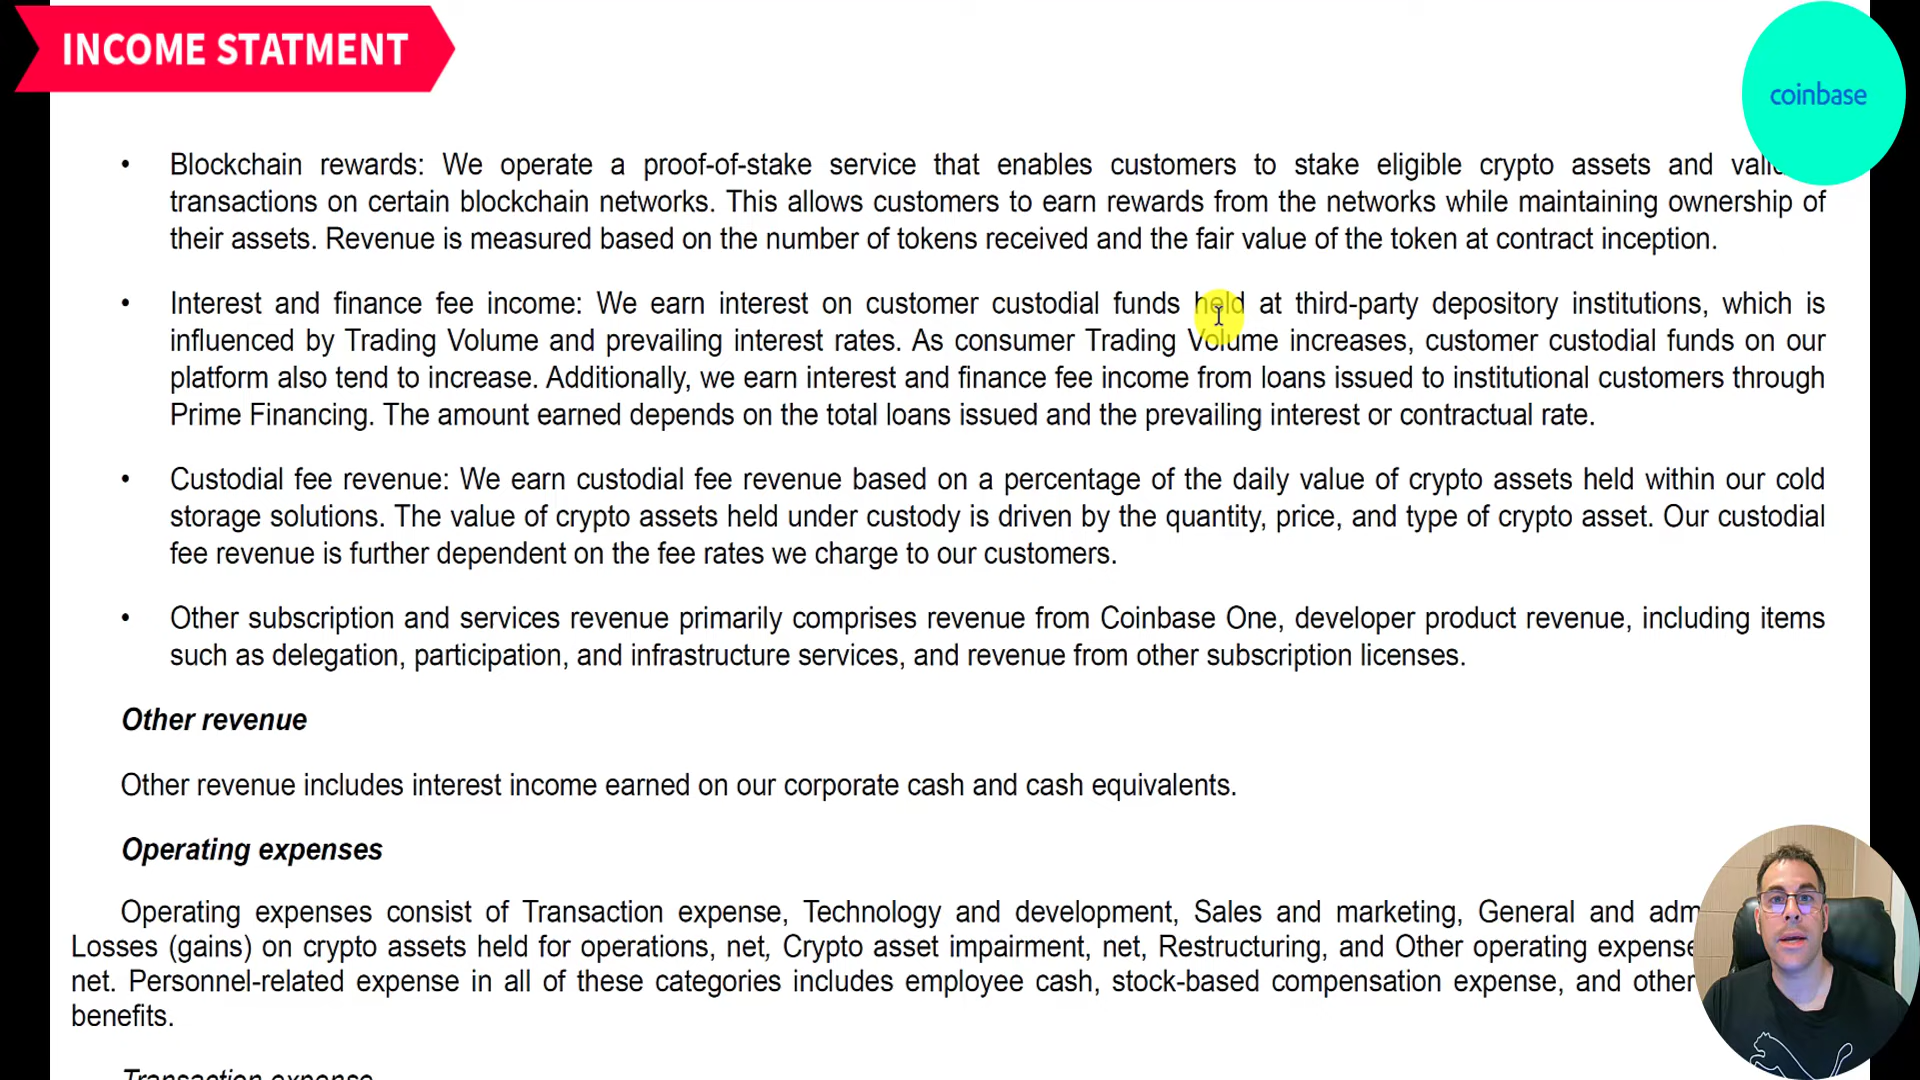 INCOME STATMENT
coinbase
• Blockchain rewards: We operate a proof-of-stake service that enables customers to stake eligible crypto assets and
transactions on certain blockchain networks. This allows customers to earn rewards from the networks while maintaining ownership of
their assets. Revenue is measured based on the number of tokens received and the fair value of the token at contract inception.
• Interest and finance fee income: We earn interest on customer custodial funds held at third-party depository institutions, which is
influenced by Trading Volume and prevailing interest rates. As consumer Trading Volume increases, customer custodial funds on our
platform also tend to increase. Additionally, we earn interest and finance fee income from loans issued to institutional customers through
Prime Financing. The amount earned depends on the total loans issued and the prevailing interest or contractual rate.
• Custodial fee revenue: We earn custodial fee revenue based on a percentage of the daily value of crypto assets held within our cold
storage solutions. The value of crypto assets held under custody is driven by the quantity, price, and type of crypto asset. Our custodial
fee revenue is further dependent on the fee rates we charge to our customers.
• Other subscription and services revenue primarily comprises revenue from Coinbase One, developer product revenue, including items
such as delegation, participation, and infrastructure services, and revenue from other subscription licenses.
Other revenue
Other revenue includes interest income earned on our corporate cash and cash equivalents.
Operating expenses
Operating expenses consist of Transaction expense, Technology and development, Sales and marketing, General and adm
Losses (gains) on crypto assets held for operations, net, Crypto asset impairment, net, Restructuring, and Other operating expense
net. Personnel-related expense in all of these categories includes employee cash, stock-based compensation expense, and other
benefits.
Transaction expense